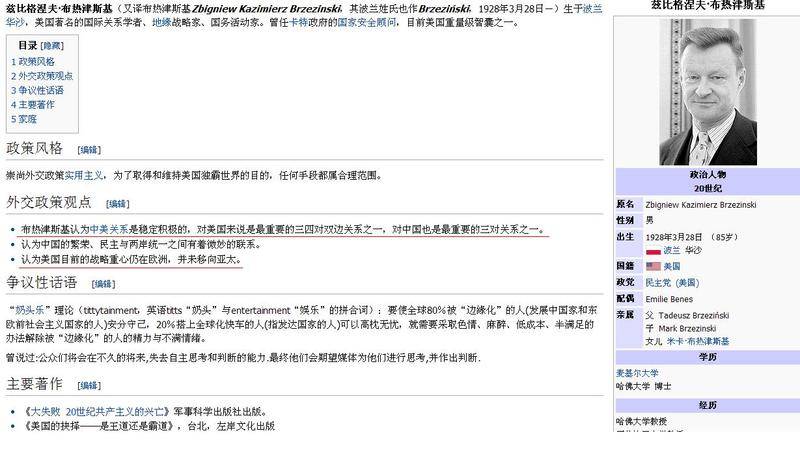 兹比格涅夫·布热津斯基（又译布热津斯基Zbigniew Kazimierz Brzezinski，其波兰姓氏也作Brzeziński，1928年3月28日－）生于波兰
华沙，美国著名的国际关系学者、地缘战略家、国务活动家。曾任卡特政府的国家安全顾问，目前美国重量级智囊之一。
目录 [隐藏]
1 政策风格
2 外交政策观点
3 争议性话语
4 主要著作
5 家庭
政策风格 [编辑]
崇尚外交政策实用主义，为了取得和维持美国独霸世界的目的，任何手段都属合理范围。
外交政策观点 [编辑]
布热津斯基认为中美关系是稳定积极的，对美国来说是最重要的三四对双边关系之一，对中国也是最重要的三对关系之一。
认为中国的繁荣、民主与两岸统一之间有着微妙的联系。
认为美国目前的战略重心仍在欧洲，并未移向亚太。
争议性话语 [编辑]
“奶头乐”理论（tittytainment，英语titts “奶头”与entertainment “娱乐”的拼合词）：要使全球80%被“边缘化”的人(发展中国家和东
欧前社会主义国家的人)安分守己，20%搭上全球化快车的人(指发达国家的人)可以高枕无忧，就需要采取色情、麻醉、低成本、半满足的
办法解除被“边缘化”的人的精力与不满情绪。
曾说过:公众们将会在不久的将来,失去自主思考和判断的能力.最终他们会期望媒体为他们进行思考,并作出判断.
主要著作 [编辑]
《大失败 20世纪共产主义的兴亡》军事科学出版社出版。
《美国的抉择——是王道还是霸道》，台北，左岸文化出版
兹比格涅夫·布热津斯基
政治人物
20世纪
原名 Zbigniew Kazimierz Brzezinski
性别 男
出生 1928年3月28日 （85岁）
波兰 华沙
国籍 美国
政党 民主党 (美国)
配偶 Emilie Benes
亲属 父 Tadeusz Brzeziński
子 Mark Brzezinski
女儿 米卡·布热津斯基
学历
麦基尔大学
哈佛大学 博士
经历
哈佛大学教授